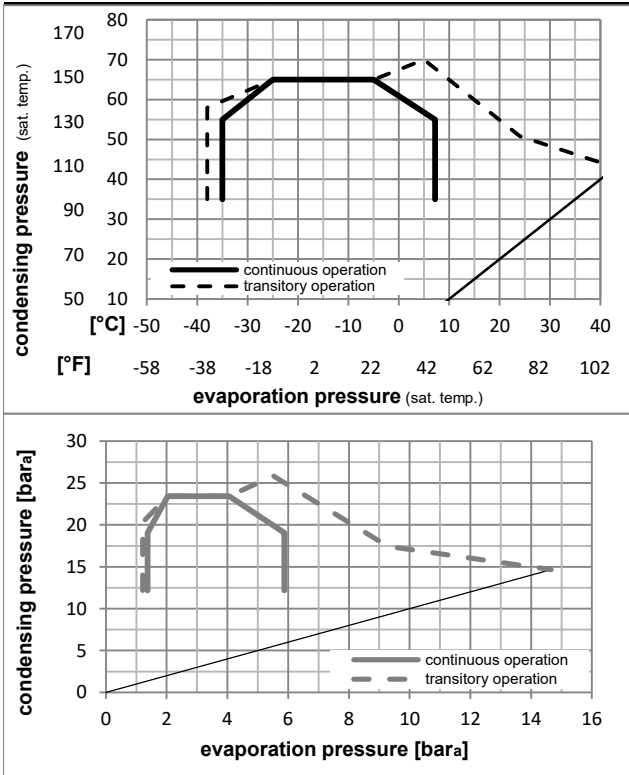 condensing pressure (sat. temp.)
170
150
130
110
90
70
50
80
70
60
50
40
30
20
10
continuous operation
transitory operation
[°C] -50 -40 -30 -20 -10 0 10 20 30 40
[°F] -58 -38 -18 2 22 42 62 82 102
evaporation pressure (sat. temp.)
condensing pressure [bara]
30
25
20
15
10
5
0
continuous operation
transitory operation
0 2 4 6 8 10 12 14 16
evaporation pressure [bara]